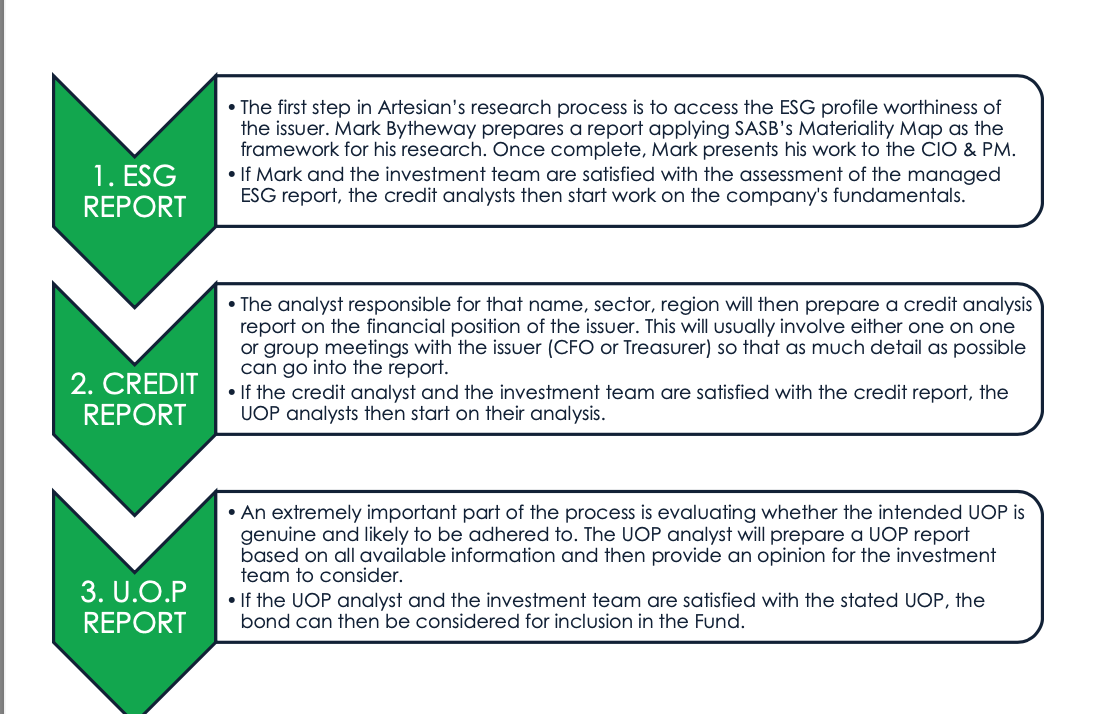 1. ESG
REPORT
• The first step in Artesian's research process is to access the ESG profile worthiness of
the issuer. Mark Bytheway prepares a report applying SASB's Materiality Map as the
framework for his research. Once complete, Mark presents his work to the CIO & PM.
• If Mark and the investment team are satisfied with the assessment of the managed
ESG report, the credit analysts then start work on the company's fundamentals.
2. CREDIT
REPORT
• The analyst responsible for that name, sector, region will then prepare a credit analysis
report on the financial position of the issuer. This will usually involve either one on one
or group meetings with the issuer (CFO or Treasurer) so that as much detail as possible
can go into the report.
• If the credit analyst and the investment team are satisfied with the credit report, the
UOP analysts then start on their analysis.
3. U.O.P
REPORT
• An extremely important part of the process is evaluating whether the intended UOP is
genuine and likely to be adhered to. The UOP analyst will prepare a UOP report
based on all available information and then provide an opinion for the investment
team to consider.
• If the UOP analyst and the investment team are satisfied with the stated UOP, the
bond can then be considered for inclusion in the Fund.